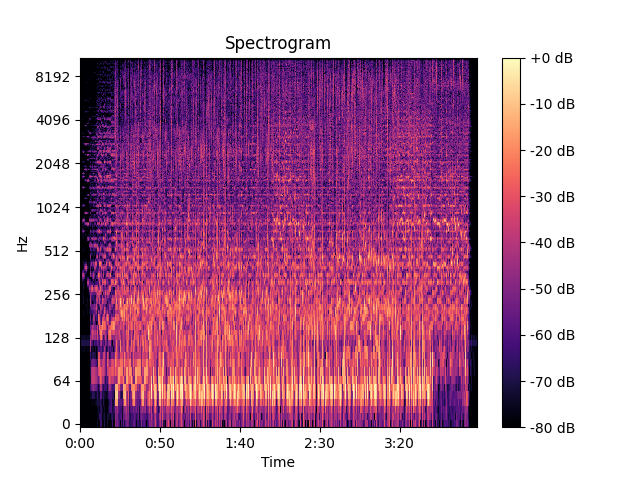 Spectrogram
8192
4096
2048
1024
512
256
128
64
0
Hz
0:00
0:50
1:40
2:30
3:20
Time
+0 dB
-10 dB
-20 dB
-30 dB
-40 dB
-50 dB
-60 dB
-70 dB
-80 dB